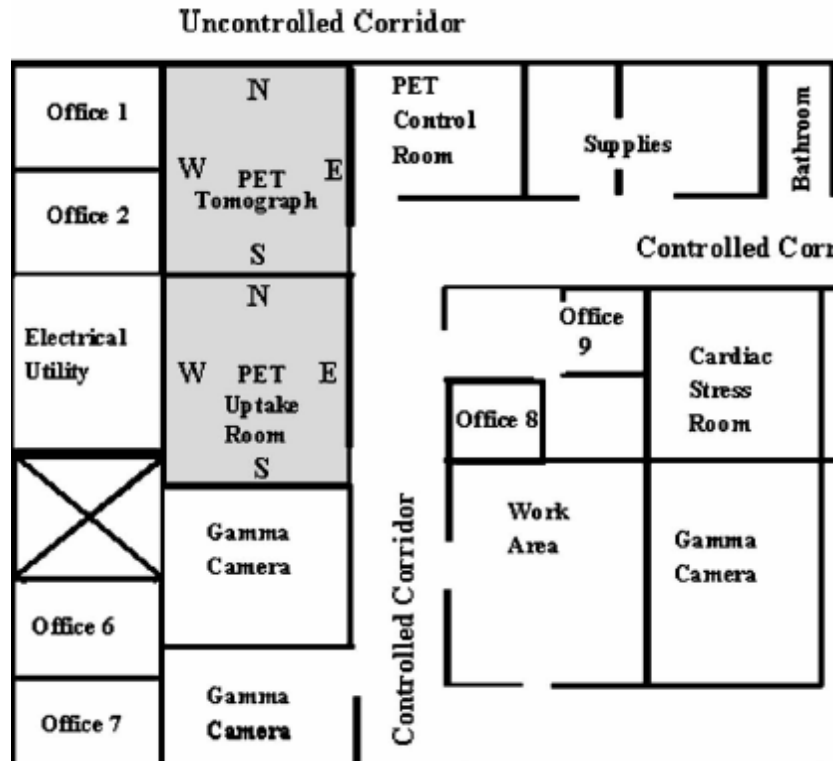 Uncontrolled Corridor
Office 1
N
W
PET
E
Tomograph
S
PET
Control
Room
Supplies
Bathroom
Office 2
Controlled Corr
Electrical
Utility
N
W
PET
E
Uptake
Room
S
Office
9
Office 8
Cardiac
Stress
Room
Gamma
Camera
Controlled Corridor
Work
Area
Gamma
Camera
Office 6
Office 7
Gamma
Camera